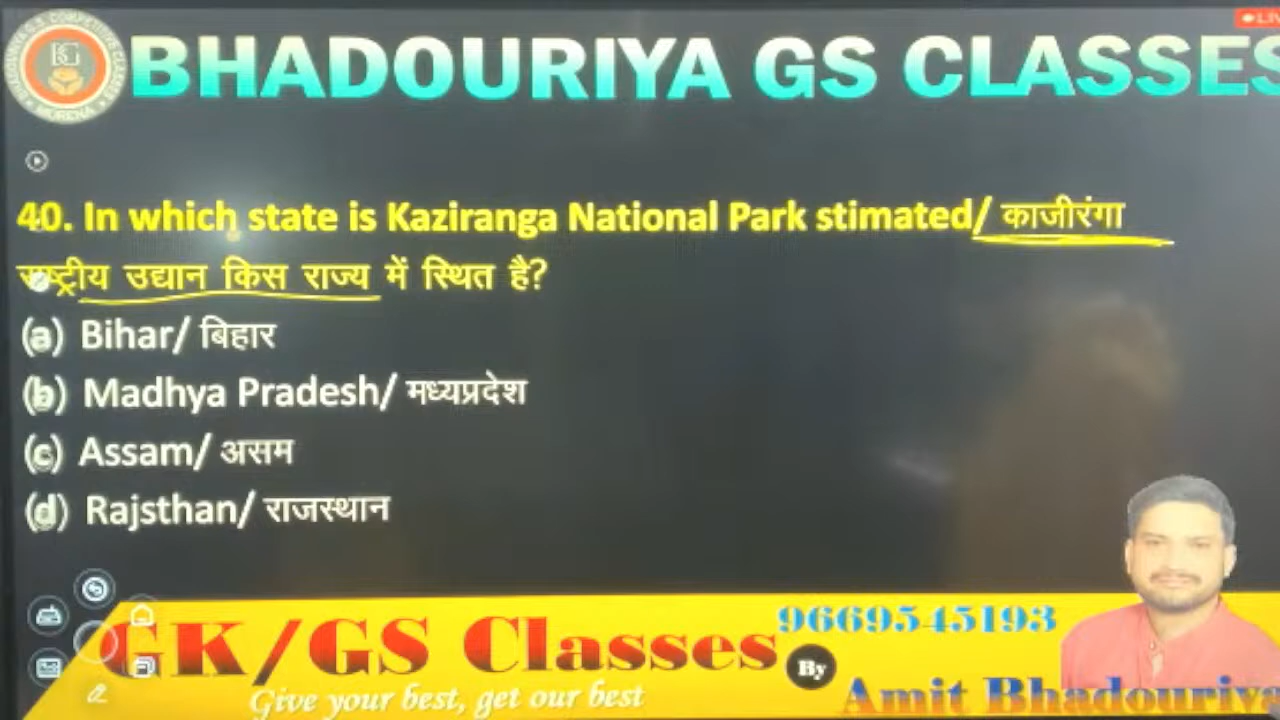 BHADOURIYA GS CLASSES
40. In which state is Kaziranga National Park stimated/ काजीरंगा
राष्ट्रीय उद्यान किस राज्य में स्थित है?
(a) Bihar/ बिहार
(b) Madhya Pradesh/ मध्यप्रदेश
(c) Assam/ असम
(d) Rajsthan/ राजस्थान
GK/GS Classes
9669545193
Give your best, get our best
By
Amit Bhadouriya